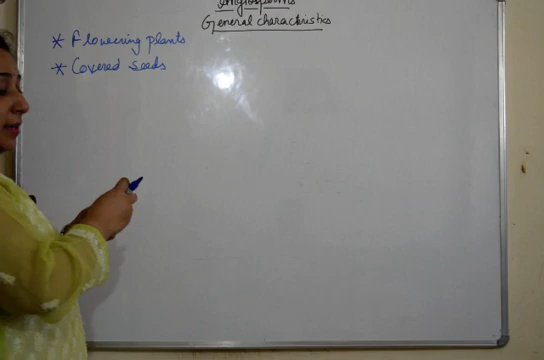 Angiosperms
General characteristics
* Flowering plants
* Covered seeds